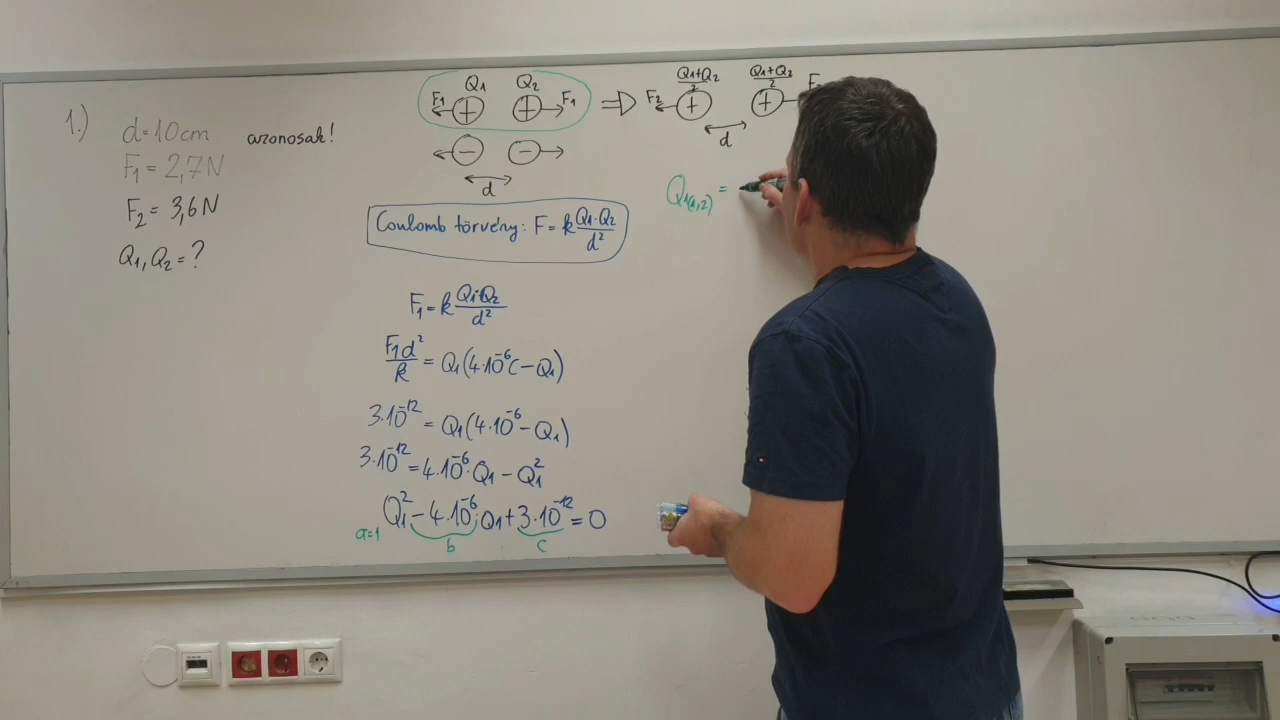 1.)
d=10cm azonosak!
F₁ = 2,7N
F₂ = 3,6N
Q₁, Q₂ = ?
Q₁ Q₂
F₁ + + F₁ ⇒
− −
d
(Q₁+Q₂)/2 (Q₁+Q₂)/2
F₂ + +
d
Coulomb törvény: F = k (Q₁·Q₂)/d²
F₁ = k (Q₁·Q₂)/d²
(F₁d²)/k = Q₁(4·10⁻⁶C − Q₁)
3·10⁻¹² = Q₁(4·10⁻⁶ − Q₁)
3·10⁻¹² = 4·10⁻⁶·Q₁ − Q₁²
Q₁² − 4·10⁻⁶·Q₁ + 3·10⁻¹² = 0
a=1 b c
Q₁(₁,₂) =